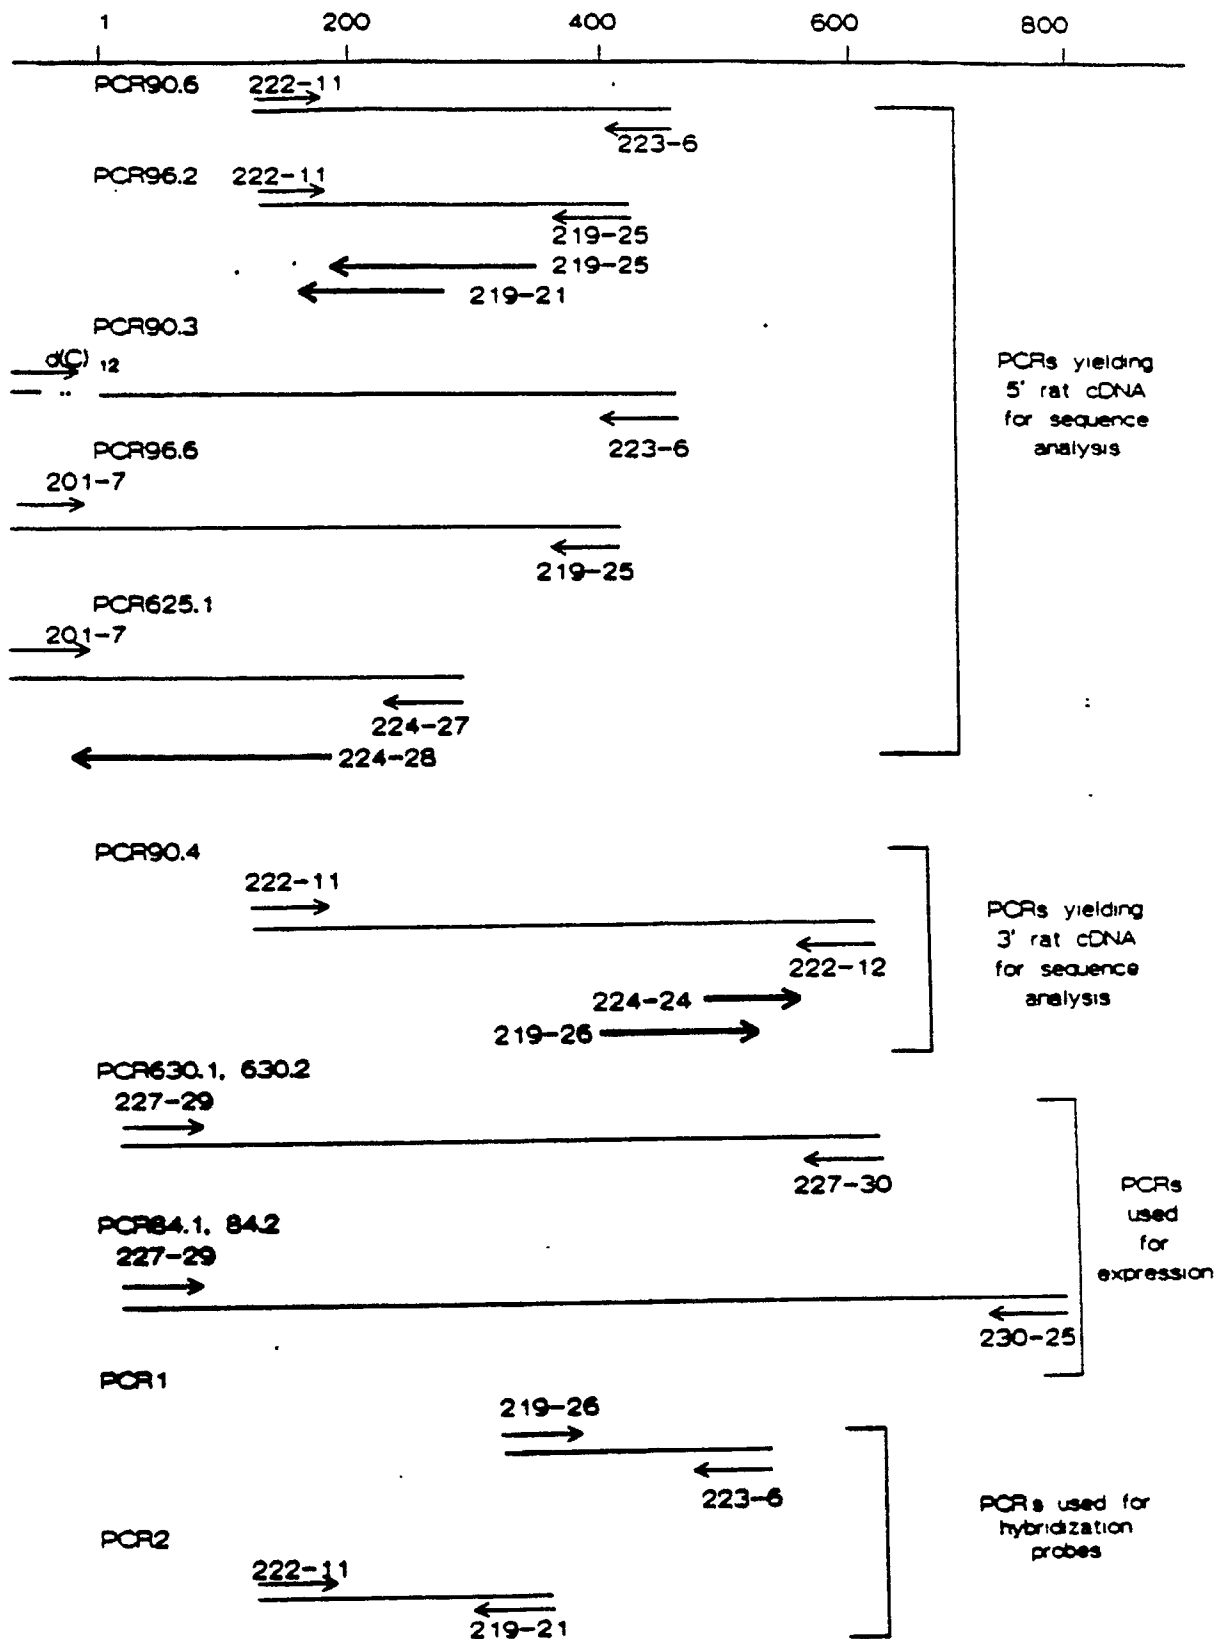 1 200 400 600 800
PCR90.6 222-11
223-6
PCR96.2 222-11
219-25
219-25
219-21
PCR90.3
d(C) 12
223-6
PCR96.6
201-7
219-25
PCR625.1
201-7
224-27
224-28
PCRs yielding
5' rat cDNA
for sequence
analysis
PCR90.4
222-11
222-12
224-24
219-26
PCRs yielding
3' rat cDNA
for sequence
analysis
PCR630.1, 630.2
227-29
227-30
PCR84.1, 84.2
227-29
230-25
PCRs
used
for
expression
PCR1
219-26
223-6
PCR2
222-11
219-21
PCRs used for
hybridization
probes